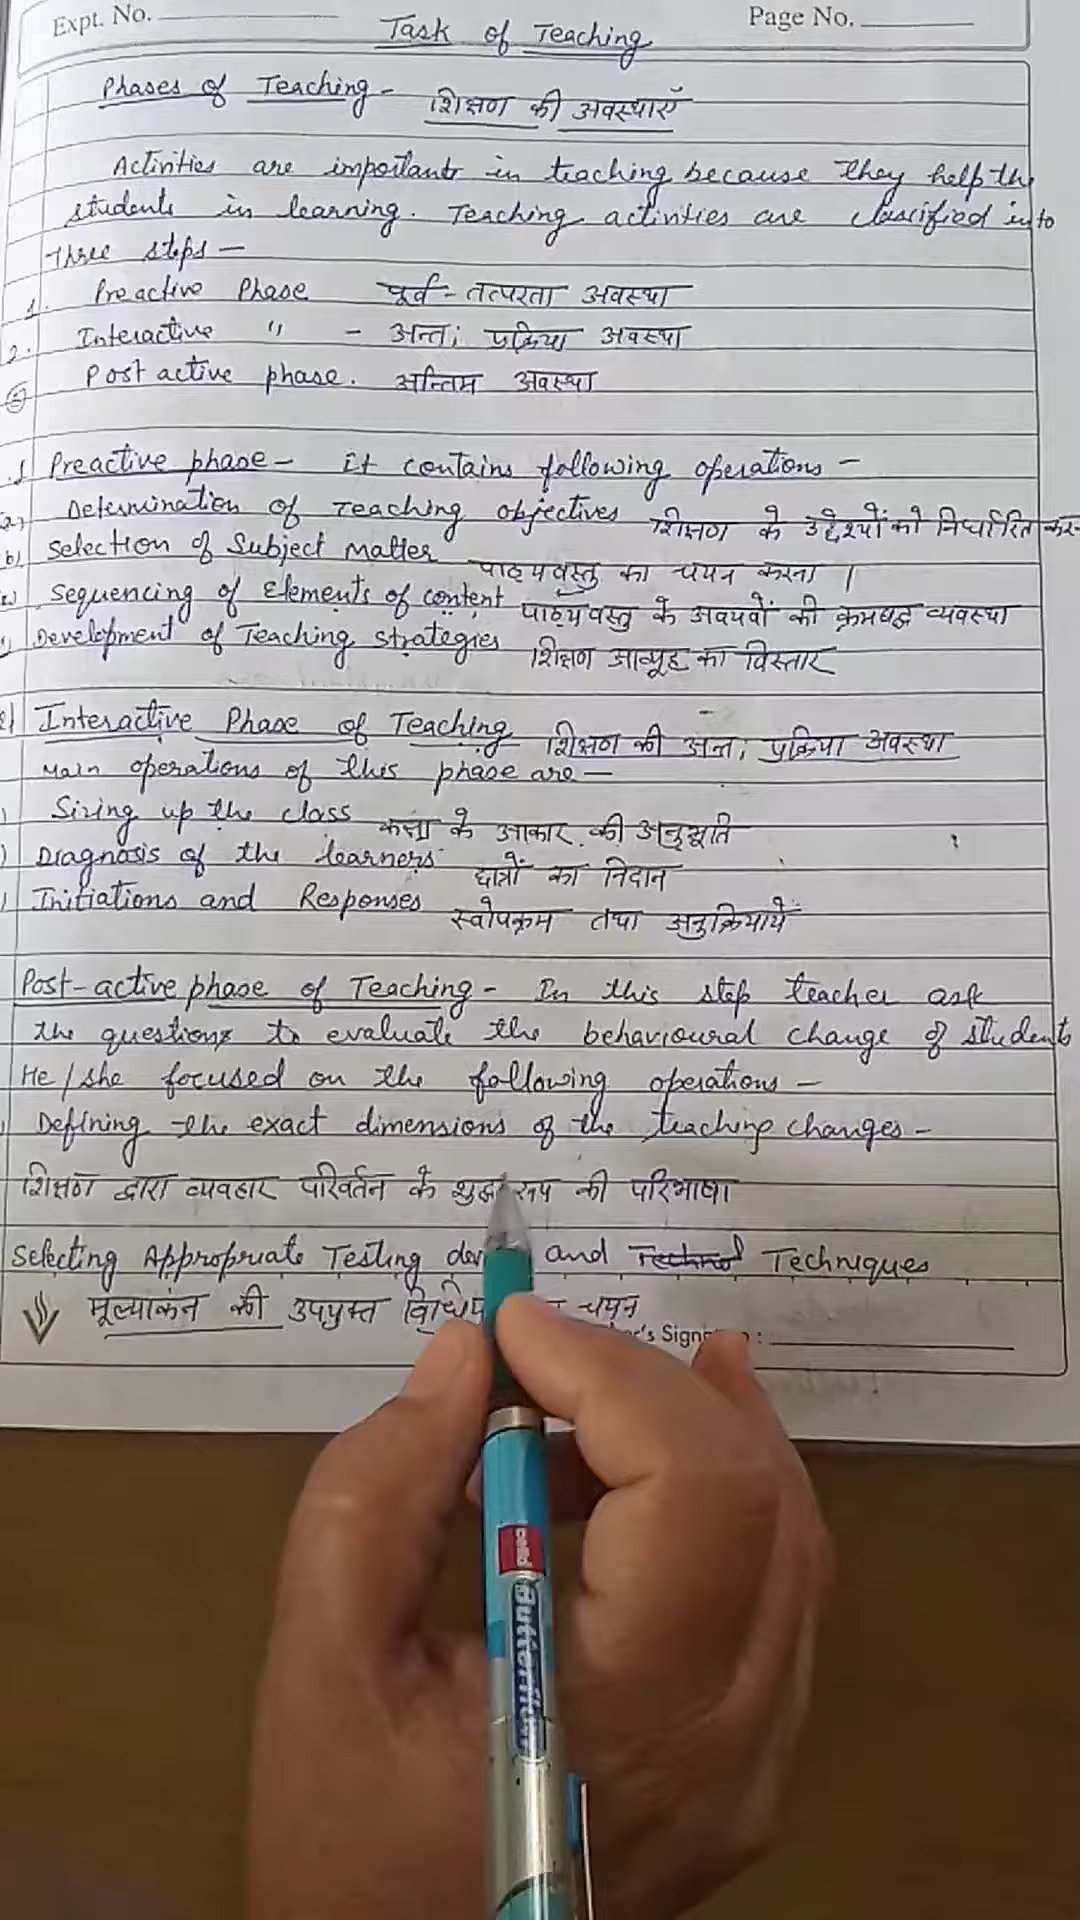 Expt. No.
Page No.
Task of Teaching
Phases of Teaching - शिक्षण की अवस्थाएँ
Activities are importants in teaching because they help the
students in learning. Teaching activities are classified into
three steps —
1. Preactive Phase पूर्व - तत्परता अवस्था
2. Interactive " - अन्त: प्रक्रिया अवस्था
③ Post active phase. अन्तिम अवस्था
1 Preactive phase - it contains following operations -
(a) Determination of Teaching objectives शिक्षण के उद्देश्यों को निर्धारित कर
b) Selection of Subject Matter पाठ्यवस्तु का चयन करना ।
c) Sequencing of Elements of content पाठ्यवस्तु के अवयवों की क्रमबद्ध व्यवस्था
Development of Teaching strategies शिक्षण आव्यूह का विस्तार
2) Interactive Phase of Teaching शिक्षण की अन्त: प्रक्रिया अवस्था
Main operations of this phase are —
) Sizing up the class कक्षा के आकार की अनुभूति
) Diagnosis of the learners छात्रों का निदान
) Initiations and Responses स्वोपक्रम तथा अनुक्रियायें
Post-active phase of Teaching - In this step teacher ask
the questions to evaluate the behavioural change of students
He/she focused on the following operations -
Defining the exact dimensions of the teaching changes -
शिक्षण द्वारा व्यवहार परिवर्तन के शुद्ध रूप की परिभाषा
Selecting Appropriate Testing and Techniques
मूल्यांकन की उपयुक्त चयन
cello Butterflow